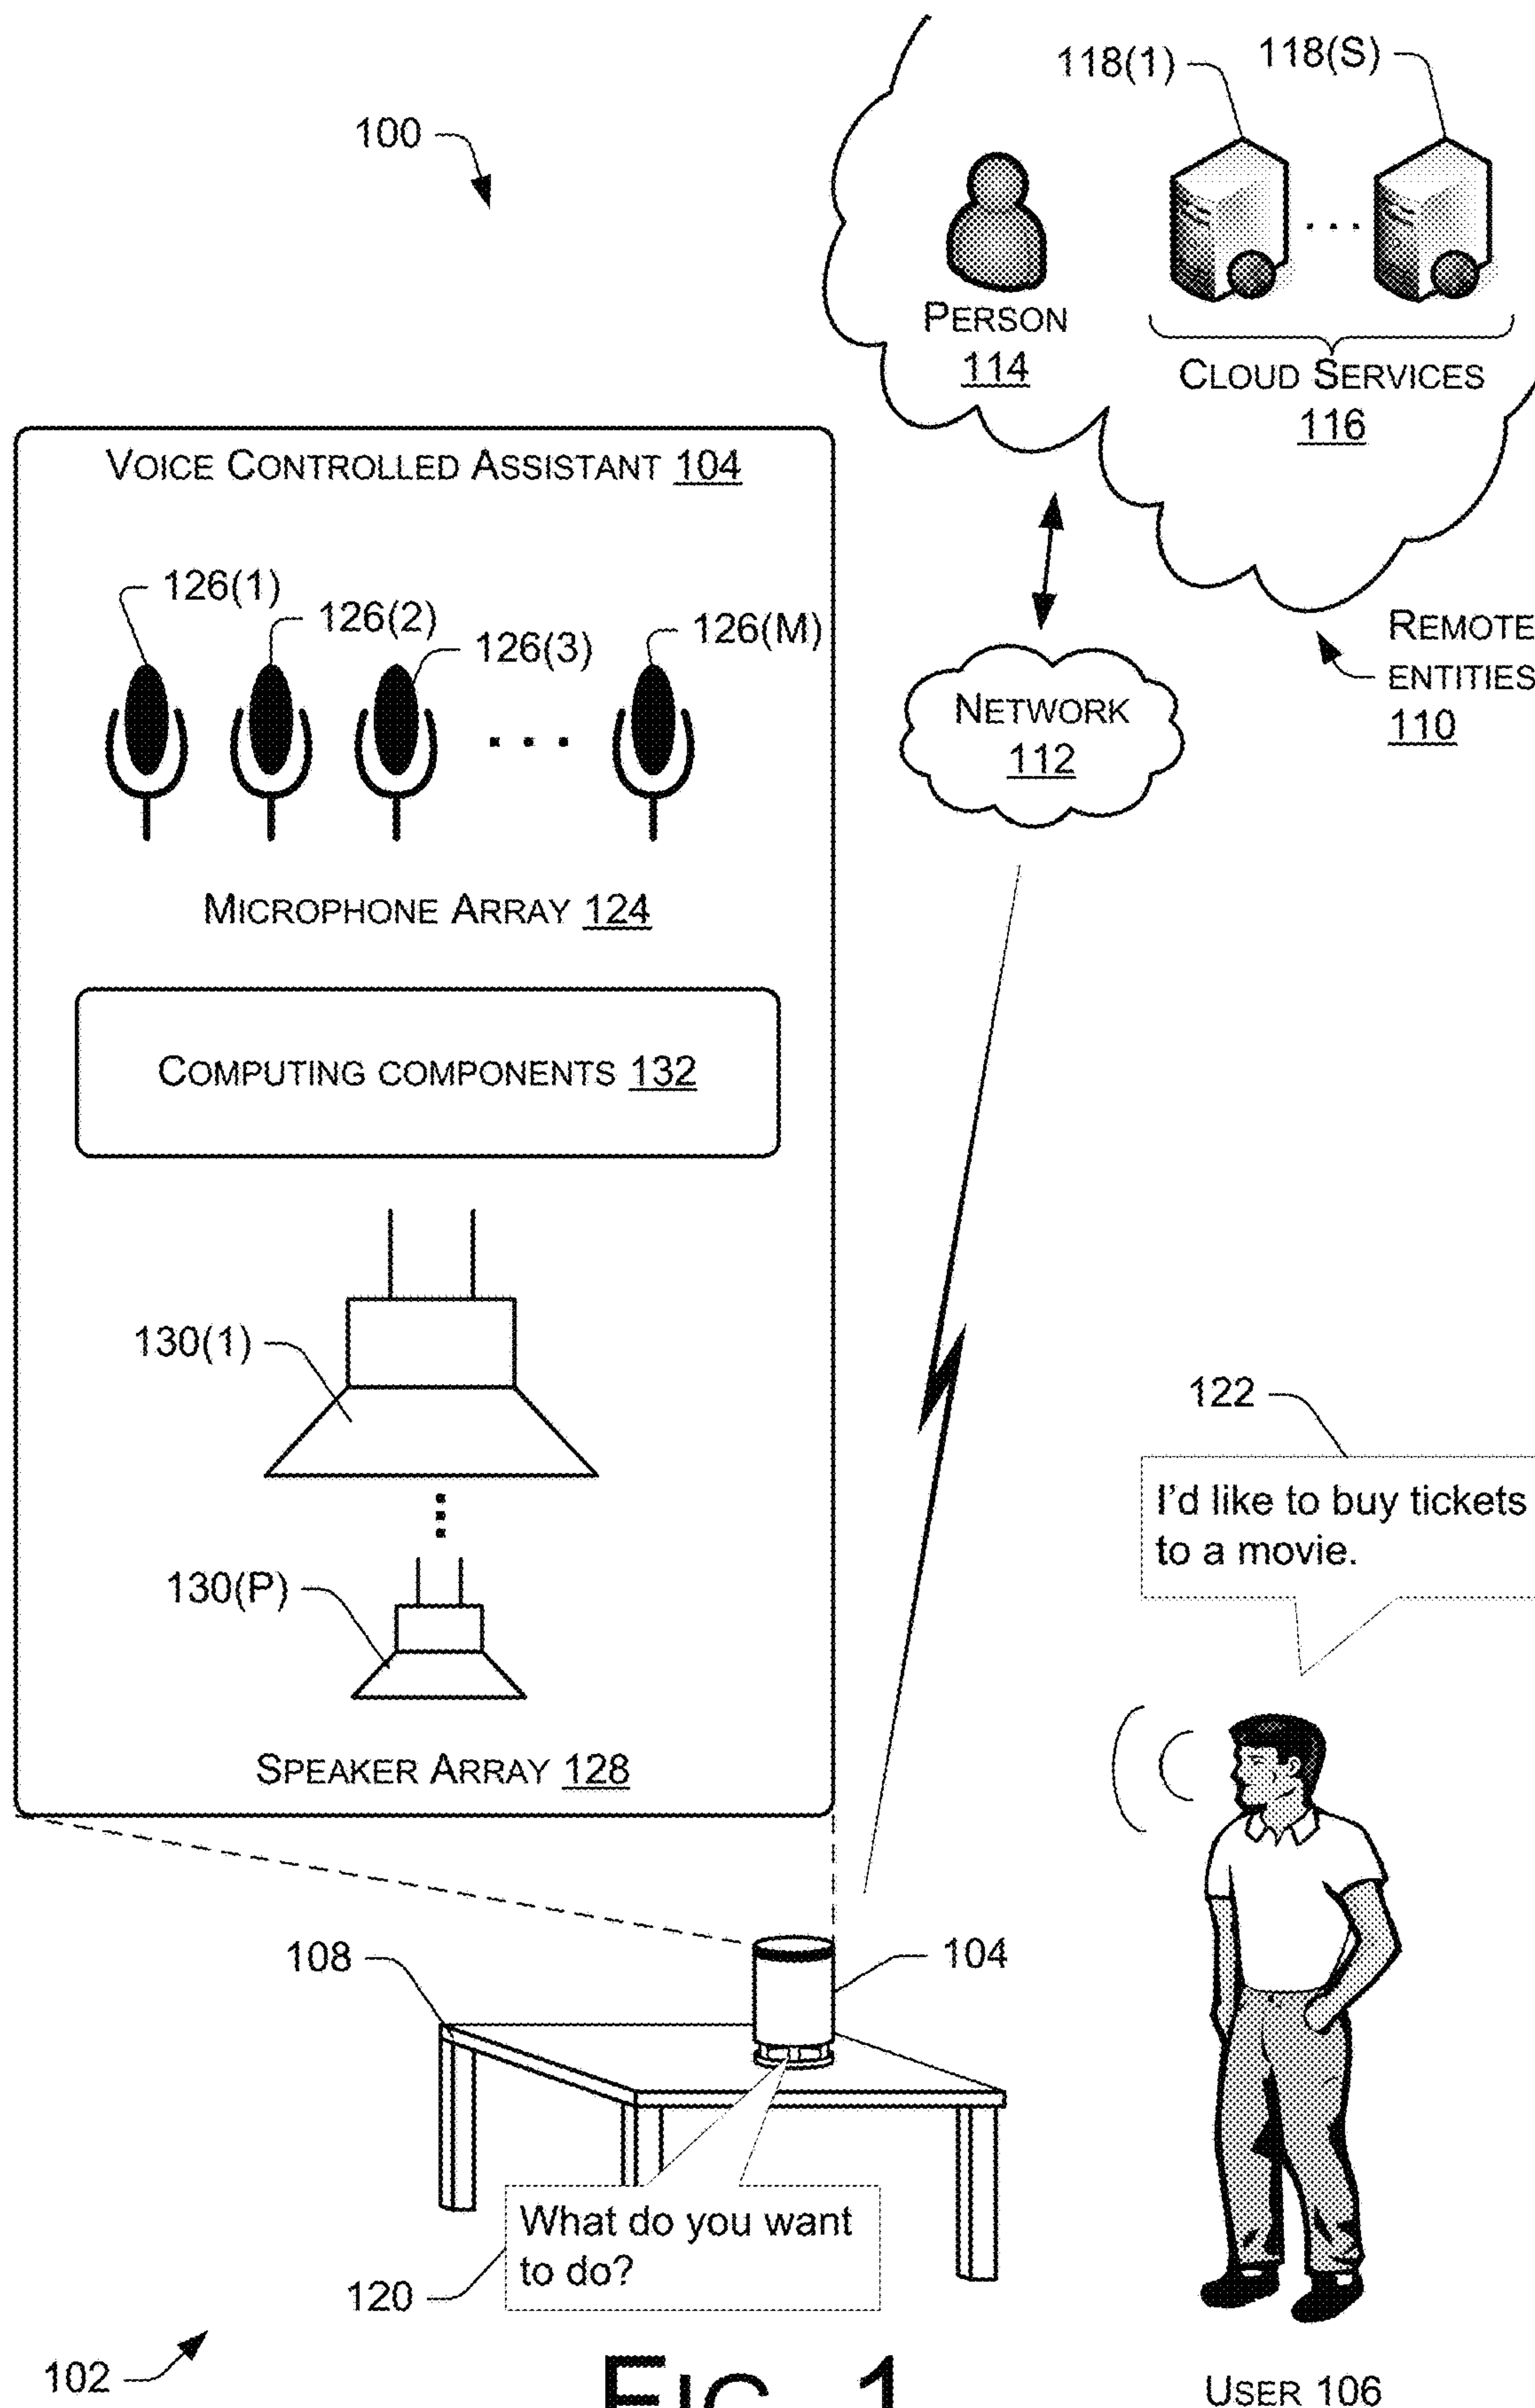 118(1)
118(S)
100
PERSON
114
CLOUD SERVICES
116
VOICE CONTROLLED ASSISTANT 104
126(1)
126(2)
126(3)
126(M)
REMOTE
ENTITIES
110
NETWORK
112
MICROPHONE ARRAY 124
COMPUTING COMPONENTS 132
130(1)
122
I'd like to buy tickets
to a movie.
130(P)
SPEAKER ARRAY 128
108
104
What do you want
to do?
120
102
FIG. 1
USER 106